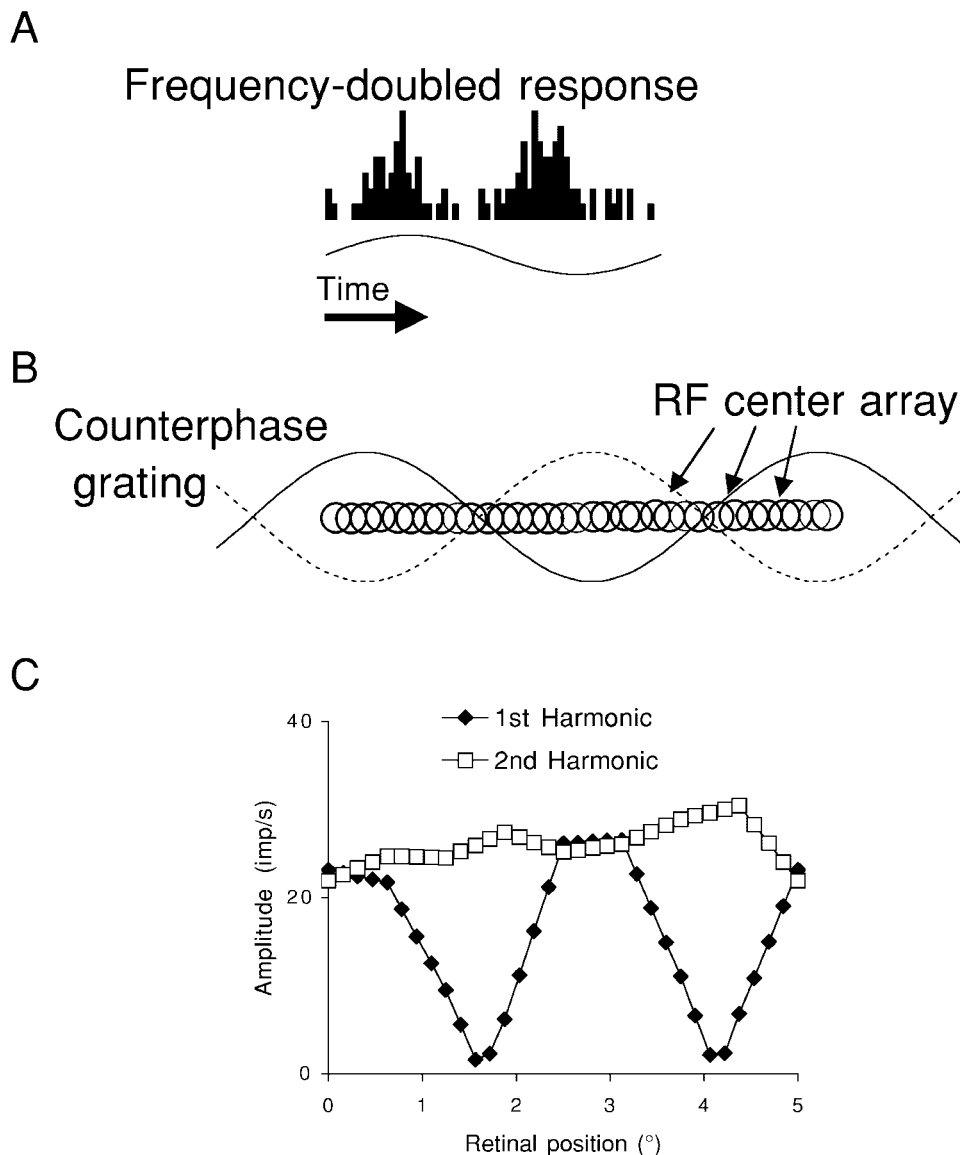 A
Frequency-doubled response
Time
B
Counterphase
grating
RF center array
C
1st Harmonic
2nd Harmonic
Amplitude (imp/s)
40
20
0
0 1 2 3 4 5
Retinal position (°)